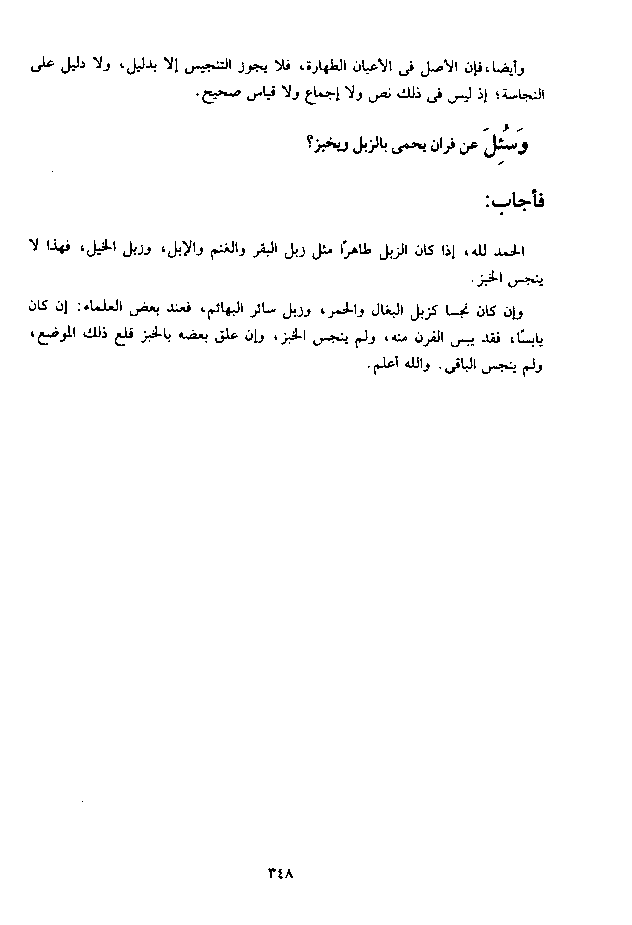 وأيضا، فإن الأصل فى الأعيان الطهارة، فلا يجوز التنجيس إلا بدليل، ولا دليل على
النجاسة؛ إذ ليس فى ذلك نص ولا إجماع ولا قياس صحيح.
وَسُئِلَ عن فران يحمى بالزبل ويخبز؟
فأجاب:
الحمد لله، إذا كان الزبل طاهرًا مثل زبل البقر والغنم والإبل، وزبل الخيل، فهذا لا
ينجس الخبز.
وإن كان نجسا كزبل البغال والحمر، وزبل سائر البهائم، فعند بعض العلماء: إن كان
يابسًا، فقد يبس الفرن منه، ولم ينجس الخبز، وإن علق بعضه بالخبز قلع ذلك الموضع،
ولم ينجس الباقى. والله أعلم.
٣٤٨